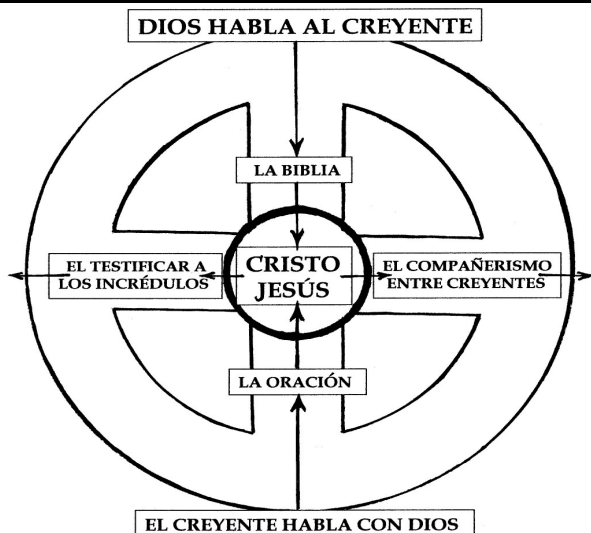 DIOS HABLA AL CREYENTE
LA BIBLIA
EL TESTIFICAR A
LOS INCRÉDULOS
CRISTO
JESÚS
EL COMPAÑERISMO
ENTRE CREYENTES
LA ORACIÓN
EL CREYENTE HABLA CON DIOS